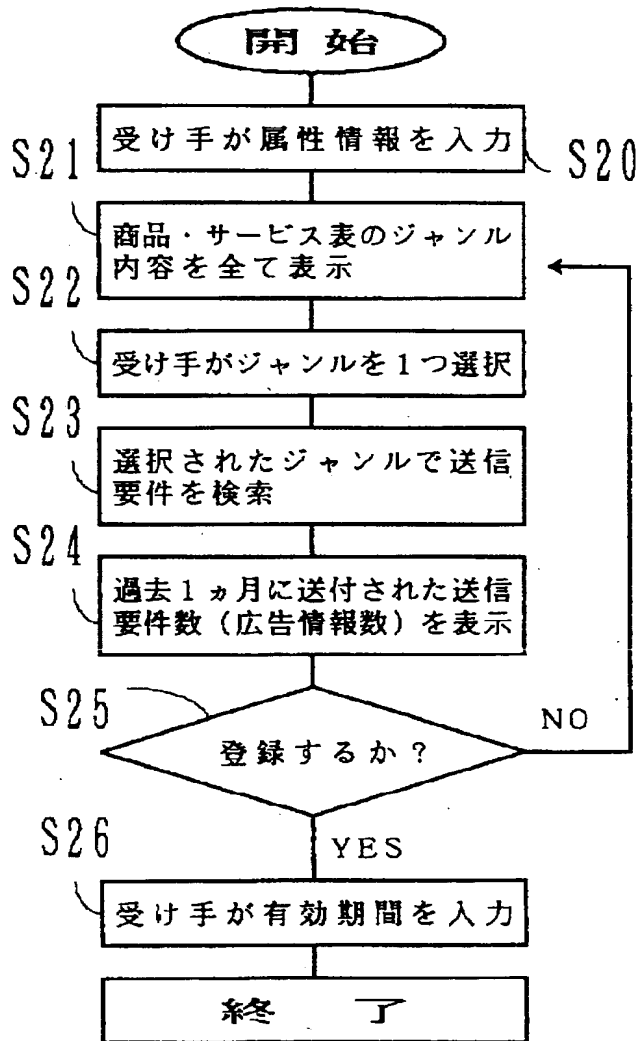 開始
受け手が属性情報を入力
S20
S21
商品・サービス表のジャンル
内容を全て表示
S22
受け手がジャンルを1つ選択
S23
選択されたジャンルで送信
要件を検索
S24
過去1ヵ月に送付された送信
要件数（広告情報数）を表示
S25
登録するか？
NO
YES
S26
受け手が有効期間を入力
終了